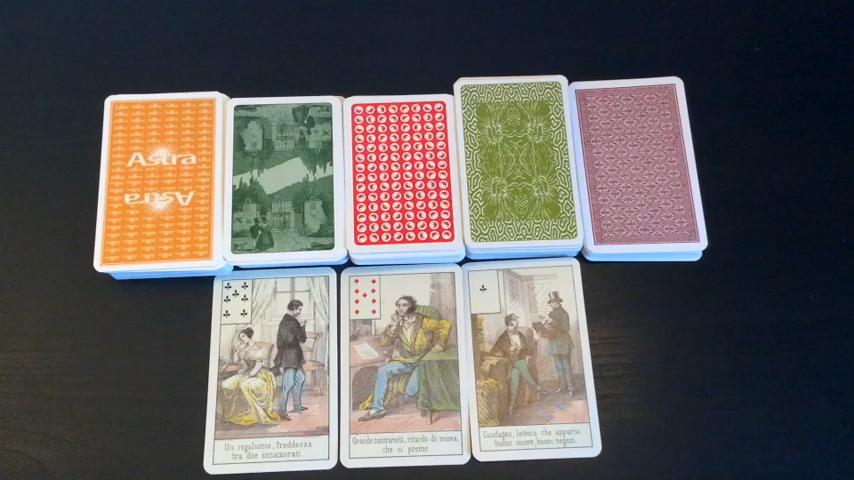 Astra
Astra
Un regaluccio, freddezza
tra due innamorati
Grande contrarietà, ritardo di nuova
che ci preme
Guadagno, lettera che apporta
buone nuove, buoni negozi